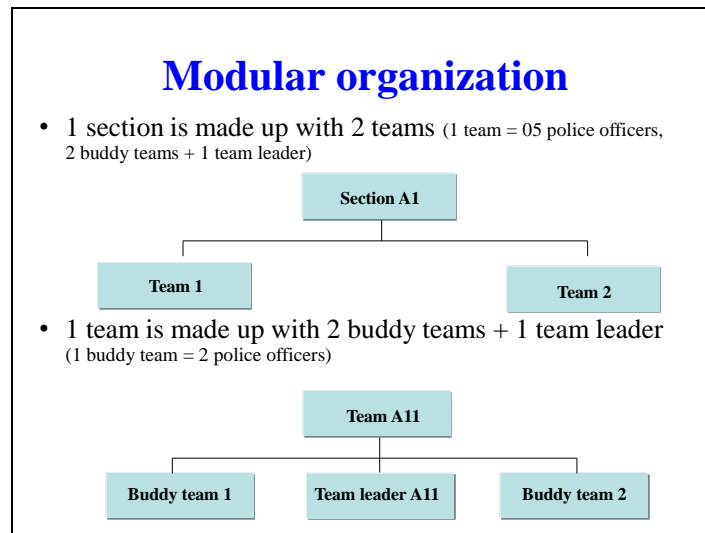 Modular organization
• 1 section is made up with 2 teams (1 team = 05 police officers,
2 buddy teams + 1 team leader)
Section A1
Team 1
Team 2
• 1 team is made up with 2 buddy teams + 1 team leader
(1 buddy team = 2 police officers)
Team A11
Buddy team 1
Team leader A11
Buddy team 2